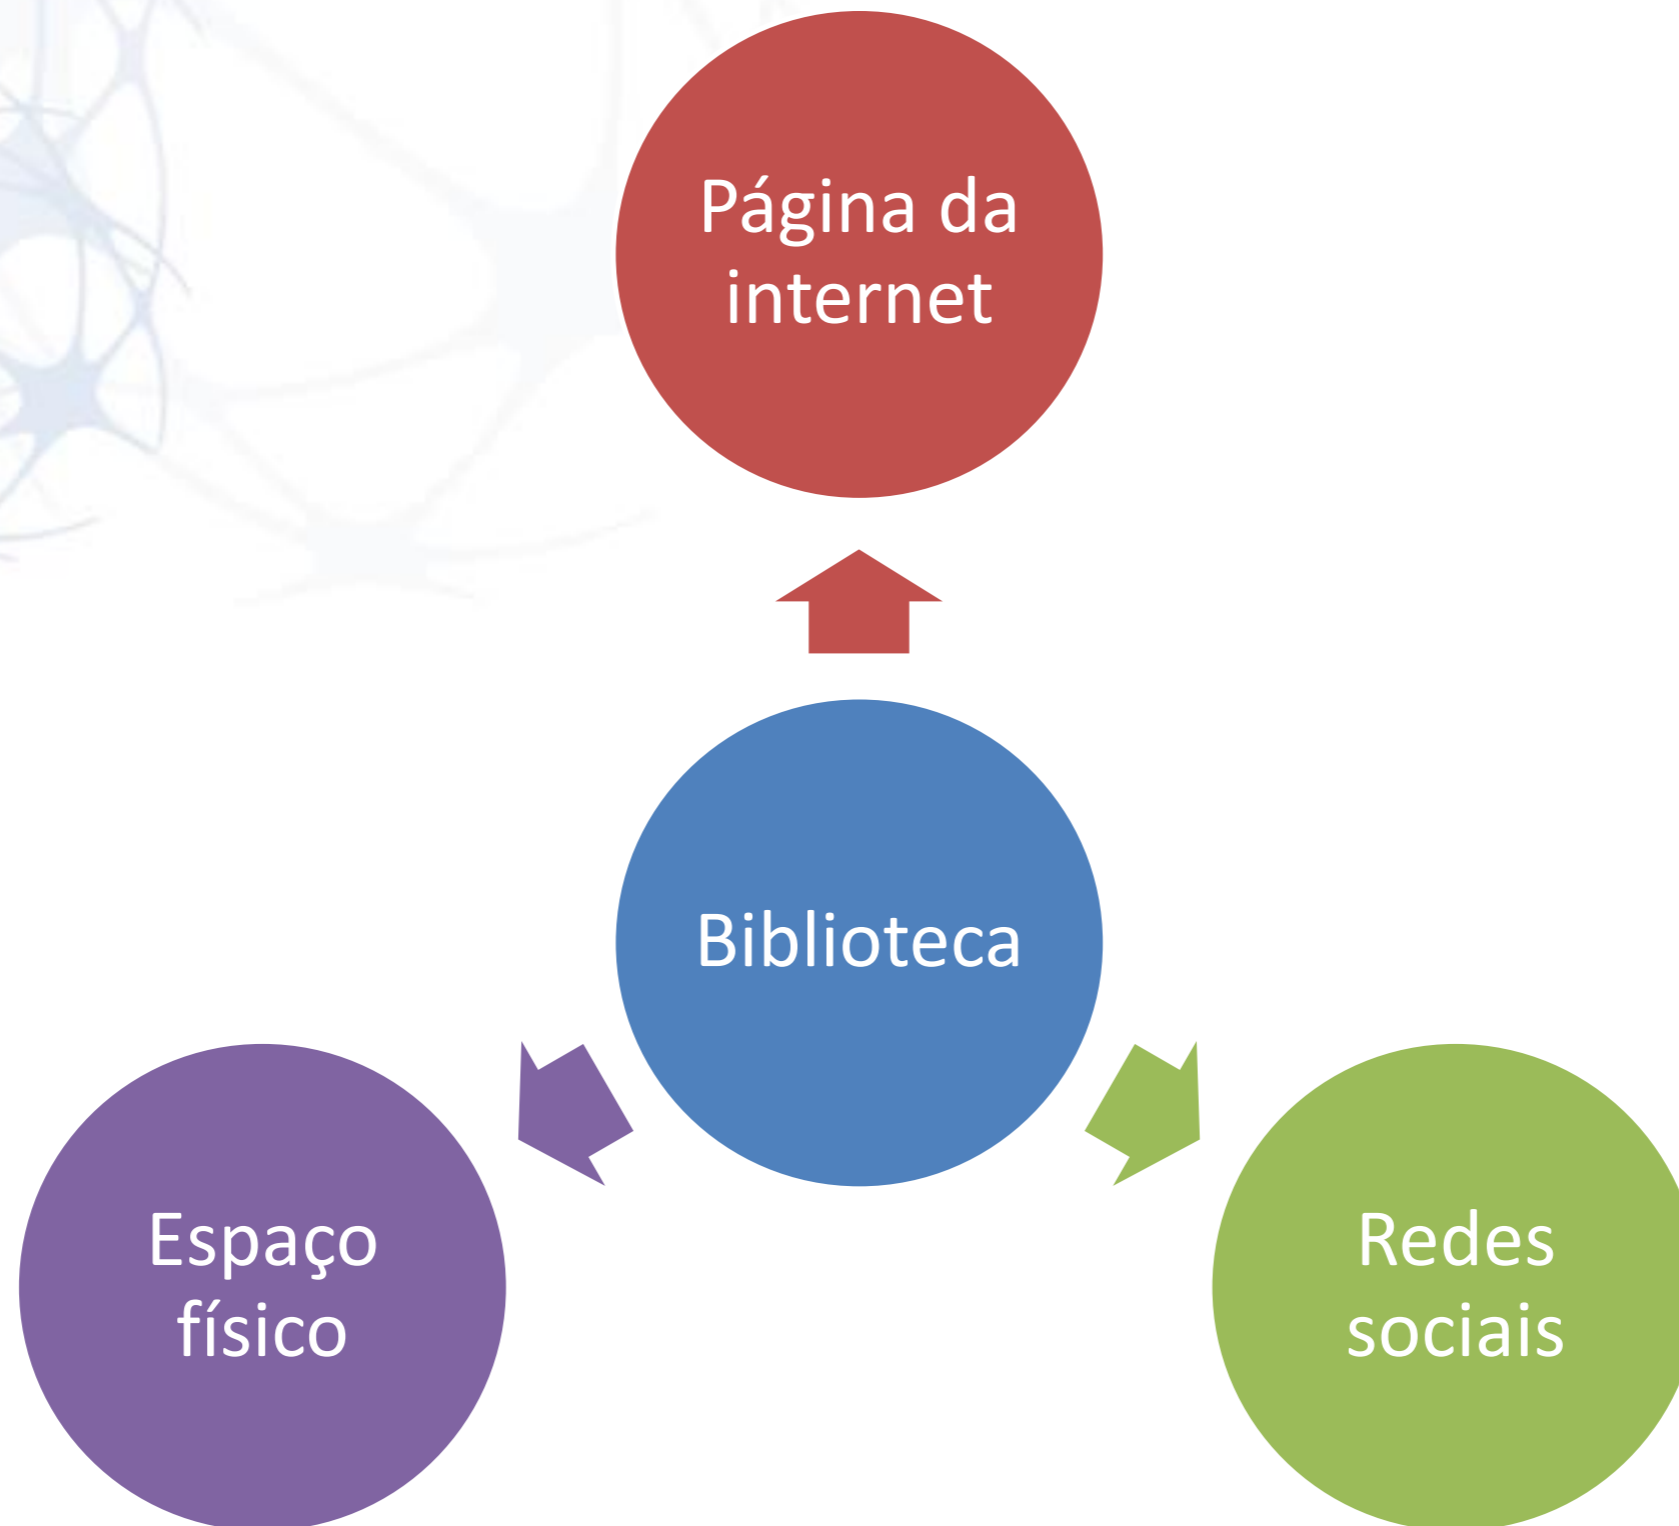 Página da
internet
Biblioteca
Espaço
físico
Redes
sociais